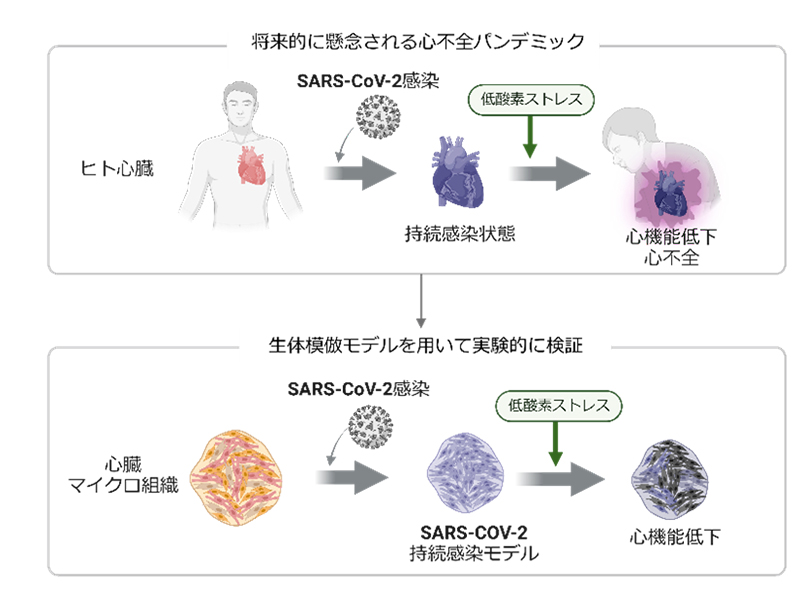 将来的に懸念される心不全パンデミック
SARS-CoV-2感染
低酸素ストレス
ヒト心臓
持続感染状態
心機能低下
心不全
生体模倣モデルを用いて実験的に検証
SARS-CoV-2感染
低酸素ストレス
心臓
マイクロ組織
SARS-COV-2
持続感染モデル
心機能低下